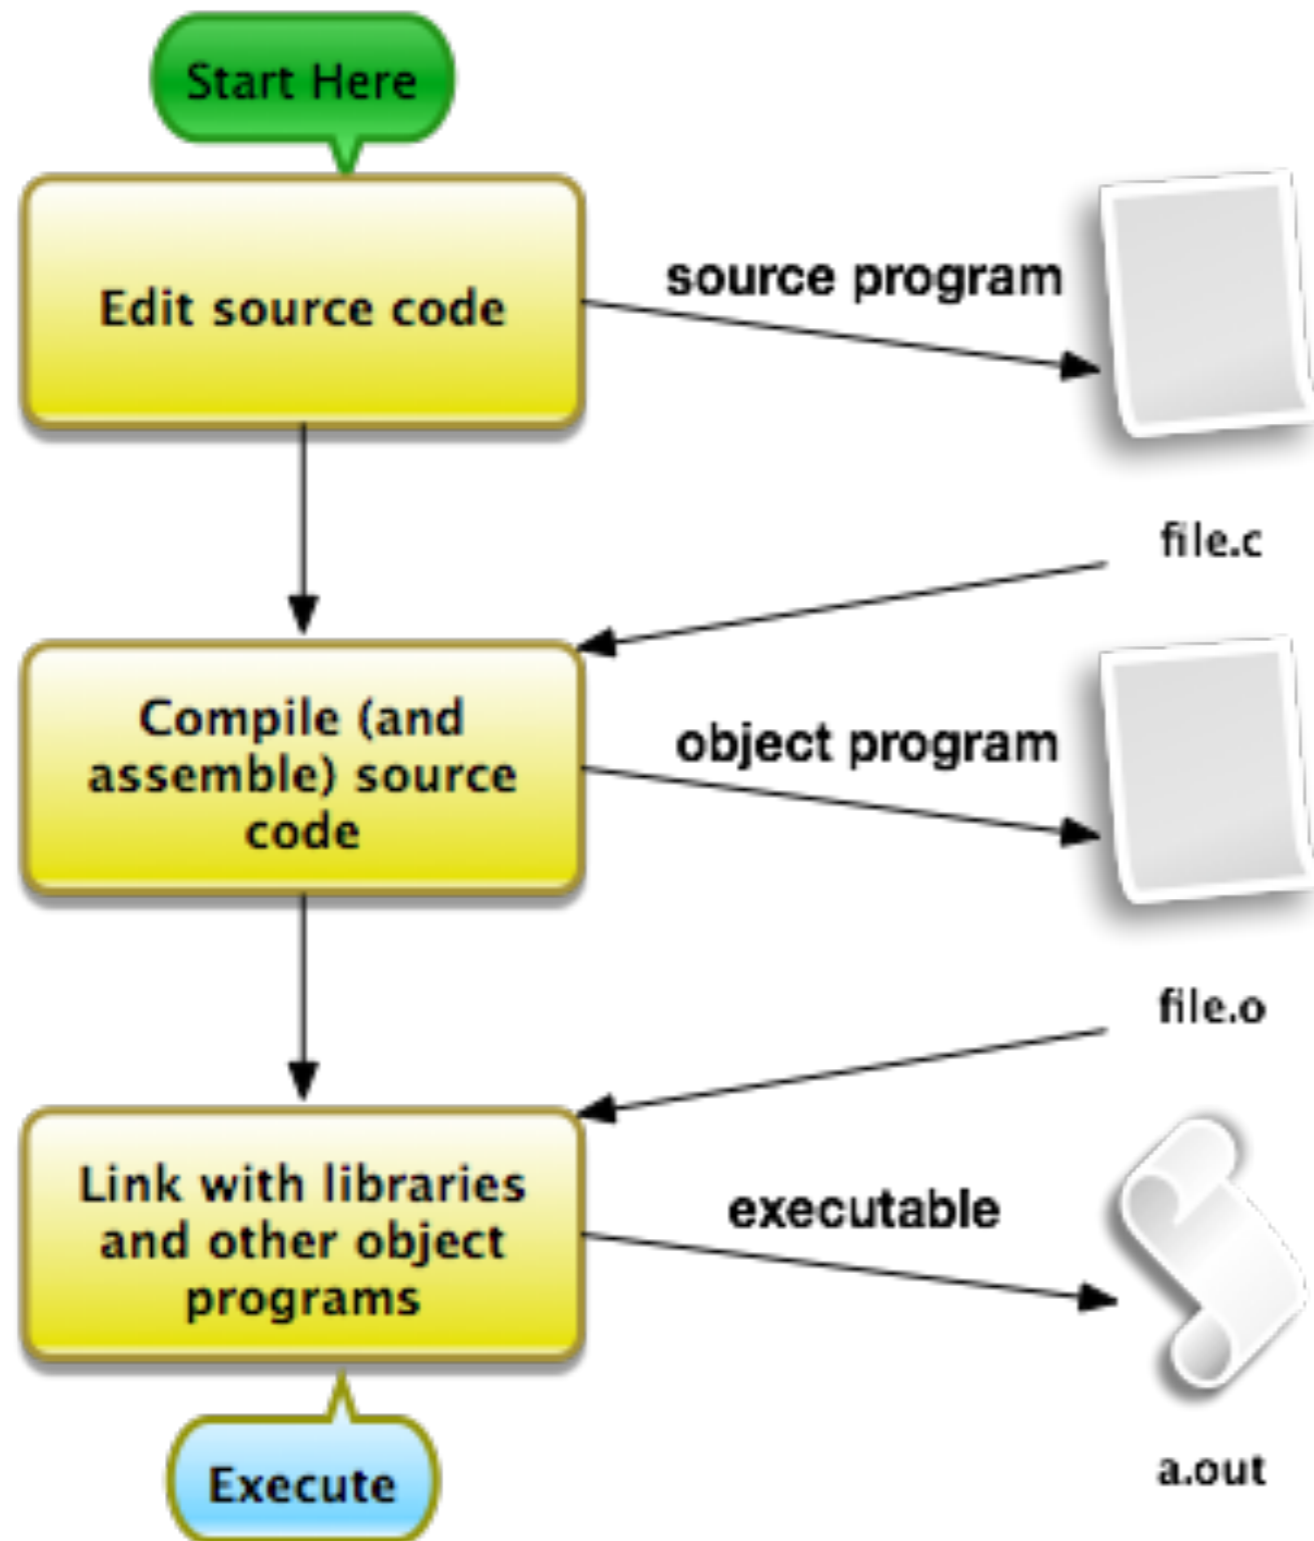 Start Here
Edit source code
source program
file.c
Compile (and
assemble) source
code
object program
file.o
Link with libraries
and other object
programs
executable
a.out
Execute